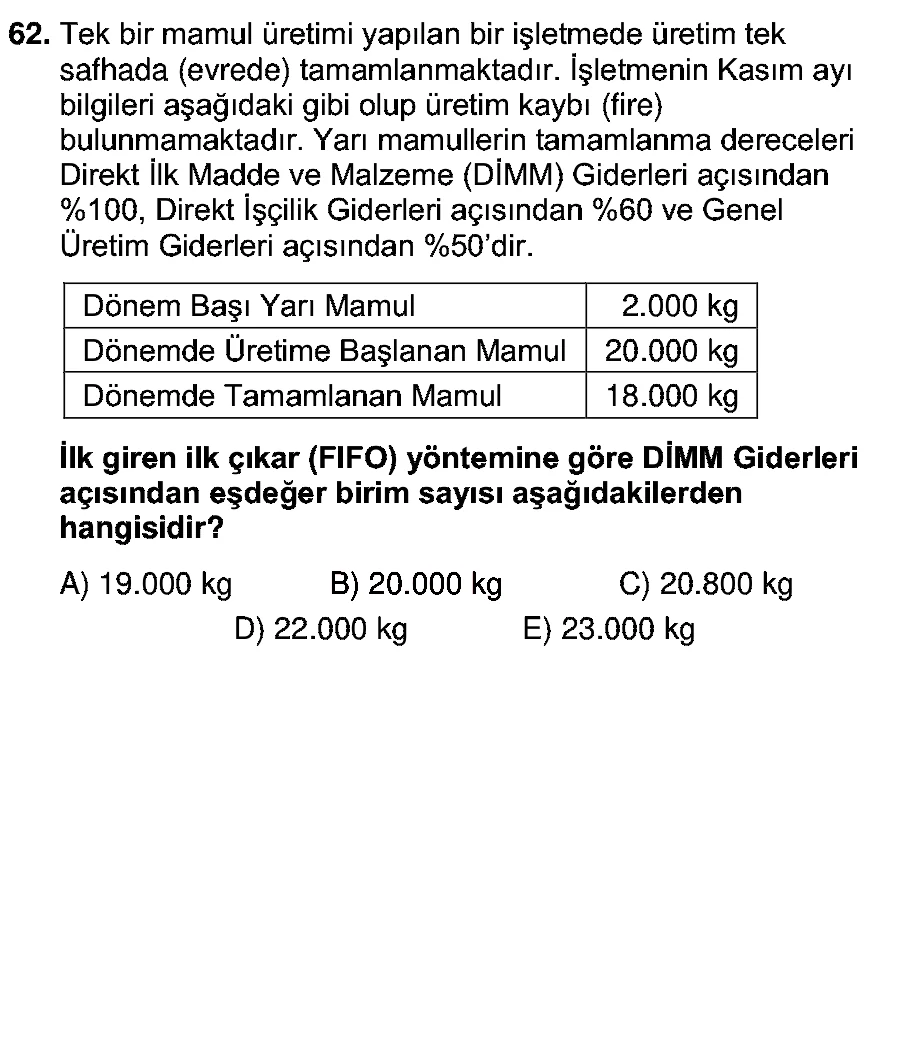 62. Tek bir mamul üretimi yapılan bir işletmede üretim tek
safhada (evrede) tamamlanmaktadır. İşletmenin Kasım ayı
bilgileri aşağıdaki gibi olup üretim kaybı (fire)
bulunmamaktadır. Yarı mamullerin tamamlanma dereceleri
Direkt İlk Madde ve Malzeme (DİMM) Giderleri açısından
%100, Direkt İşçilik Giderleri açısından %60 ve Genel
Üretim Giderleri açısından %50’dir.
Dönem Başı Yarı Mamul 2.000 kg
Dönemde Üretime Başlanan Mamul 20.000 kg
Dönemde Tamamlanan Mamul 18.000 kg
İlk giren ilk çıkar (FIFO) yöntemine göre DİMM Giderleri
açısından eşdeğer birim sayısı aşağıdakilerden
hangisidir?
A) 19.000 kg B) 20.000 kg C) 20.800 kg
D) 22.000 kg E) 23.000 kg